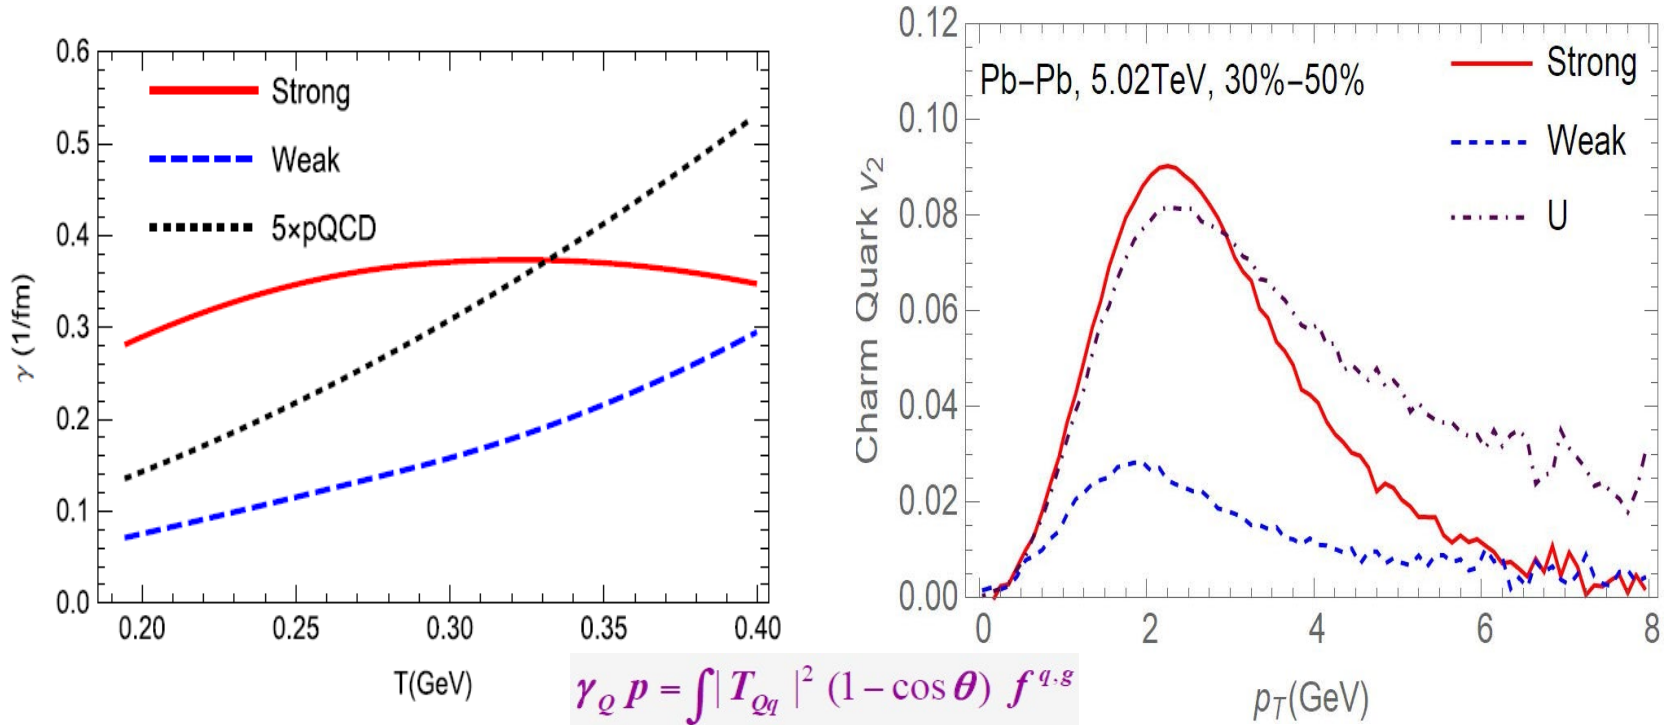 0.6
0.5
0.4
0.3
0.2
0.1
0.0
γ (1/fm)
Strong
Weak
5×pQCD
0.20 0.25 0.30 0.35 0.40
T(GeV)
0.12
0.10
0.08
0.06
0.04
0.02
0.00
Charm Quark v₂
Pb–Pb, 5.02TeV, 30%–50%
Strong
Weak
U
0 2 4 6 8
p_T(GeV)
γ_Q p = ∫| T_Qq |² (1 – cos θ) f^q,g